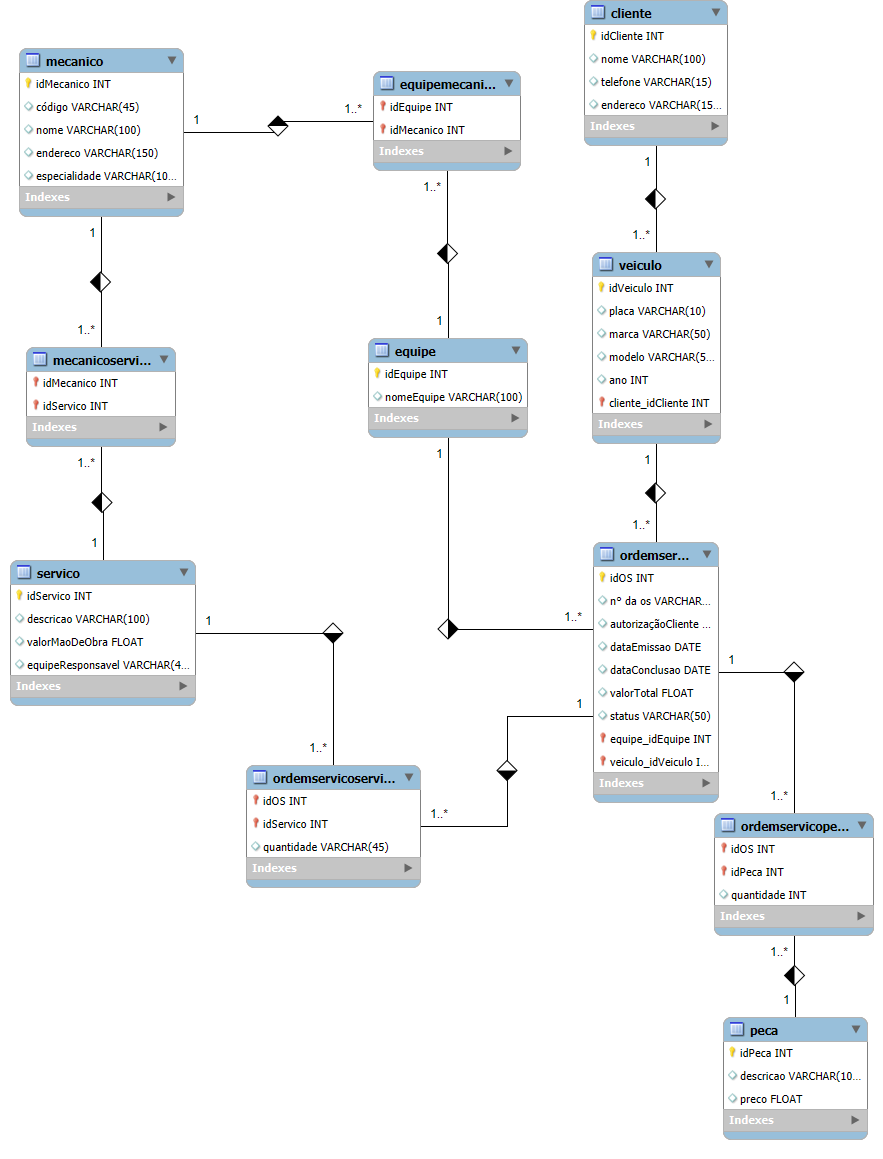 cliente
idCliente INT
nome VARCHAR(100)
telefone VARCHAR(15)
endereco VARCHAR(15...
Indexes
1
1..*
mecanico
idMecanico INT
código VARCHAR(45)
nome VARCHAR(100)
endereco VARCHAR(150)
especialidade VARCHAR(10...
Indexes
1
1..*
equipemecani...
idEquipe INT
idMecanico INT
Indexes
1..*
1
1
1..*
veiculo
idVeiculo INT
placa VARCHAR(10)
marca VARCHAR(50)
modelo VARCHAR(5...
ano INT
cliente_idCliente INT
Indexes
1
1..*
mecanicoservi...
idMecanico INT
idServico INT
Indexes
1..*
1
equipe
idEquipe INT
nomeEquipe VARCHAR(100)
Indexes
1
1..*
ordemser...
idOS INT
nº da os VARCHAR...
autorizaçãoCliente ...
dataEmissao DATE
dataConclusao DATE
valorTotal FLOAT
status VARCHAR(50)
equipe_idEquipe INT
veiculo_idVeiculo I...
Indexes
1
1..*
servico
idServico INT
descricao VARCHAR(100)
valorMaoDeObra FLOAT
equipeResponsavel VARCHAR(4...
Indexes
1
1..*
ordemservicoservi...
idOS INT
idServico INT
quantidade VARCHAR(45)
Indexes
1..*
1
ordemservicope...
idOS INT
idPeca INT
quantidade INT
Indexes
1..*
1
peca
idPeca INT
descricao VARCHAR(10...
preco FLOAT
Indexes